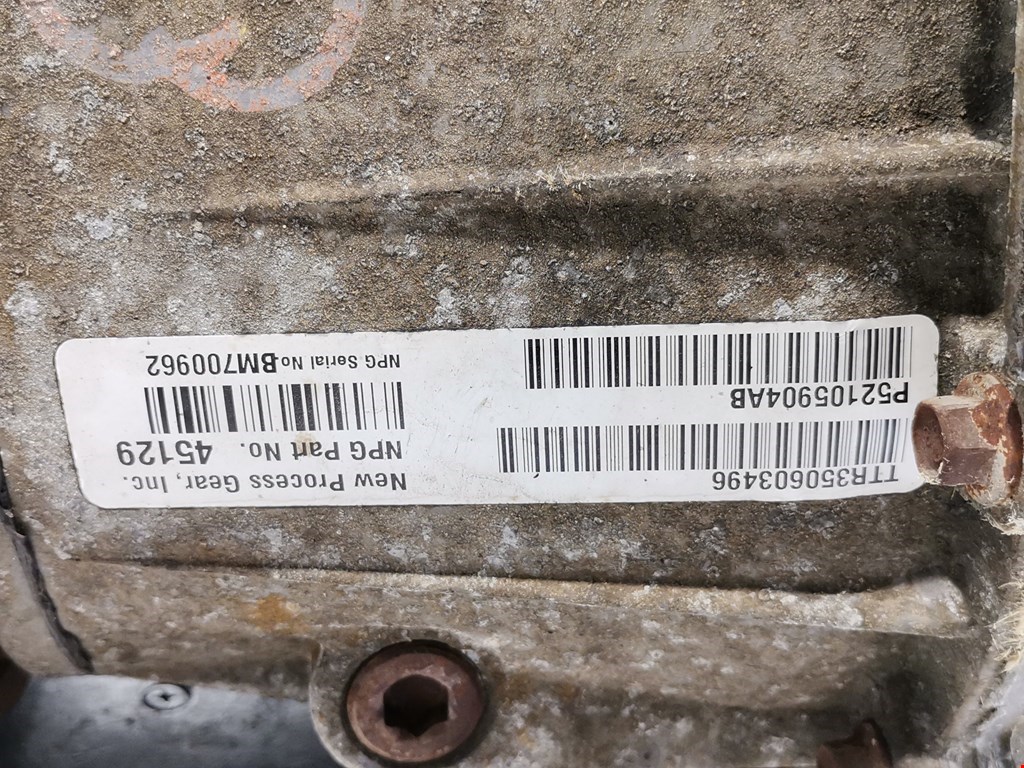 New Process Gear, Inc.
NPG Part No. 45129
NPG Serial No. BM700962
TTR350603496
P52105904AB